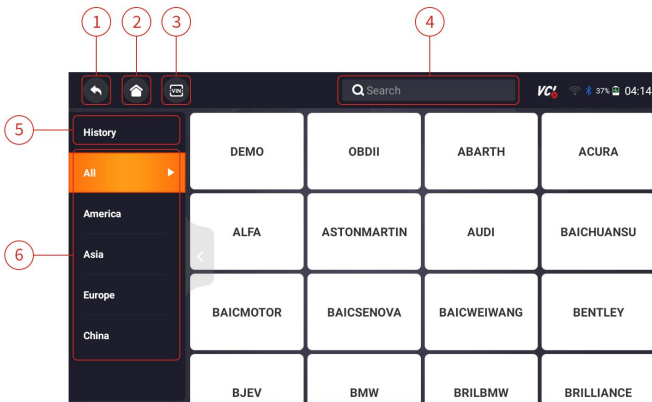 1 2 3 4
VIN Search VCI 37% 04:14
5 History
DEMO OBDII ABARTH ACURA
All
America
ALFA ASTONMARTIN AUDI BAICHUANSU
6 Asia
Europe
BAICMOTOR BAICSENOVA BAICWEIWANG BENTLEY
China
BJEV BMW BRILBMW BRILLIANCE